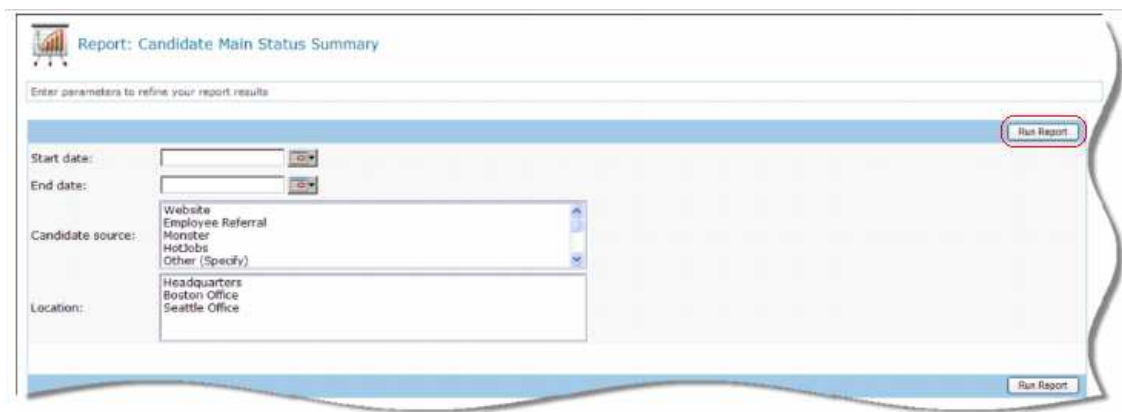 Report: Candidate Main Status Summary
Enter parameters to refine your report results
Run Report
Start date:
End date:
Candidate source:
Website
Employee Referral
Monster
HotJobs
Other (Specify)
Location:
Headquarters
Boston Office
Seattle Office
Run Report